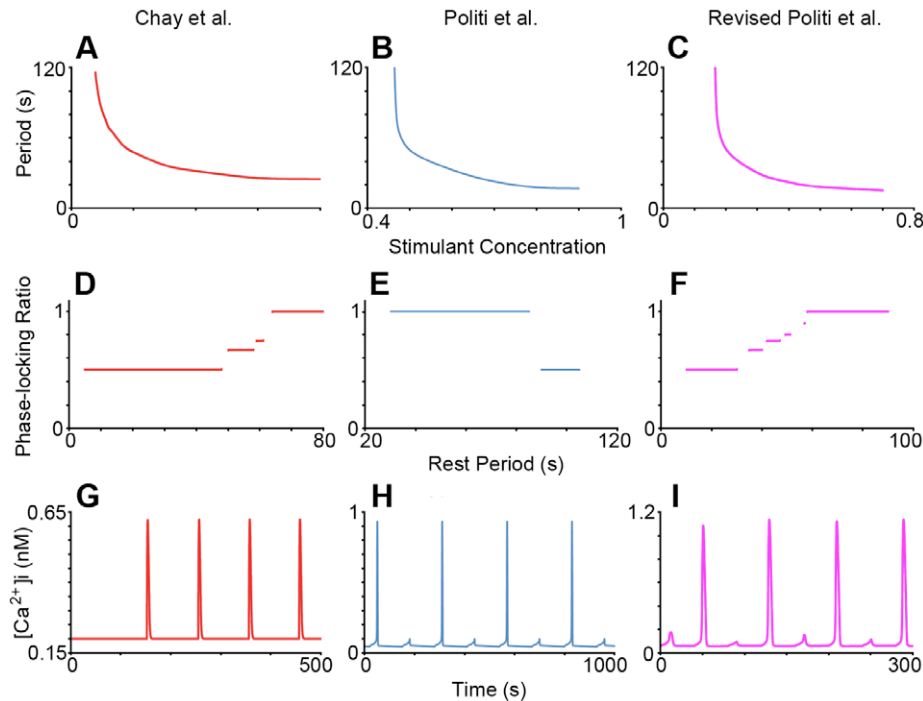 Chay et al. Politi et al. Revised Politi et al.
A B C
120 120 120
Period (s)
0 0 0
0 0.4 1 0 0.8
Stimulant Concentration
D E F
Phase-locking Ratio
1 1 1
0 0 0
0 80 20 120 0 100
Rest Period (s)
G H I
0.65 1 1.2
[Ca2+]i (nM)
0.15 0 0
0 500 0 1000 0 300
Time (s)